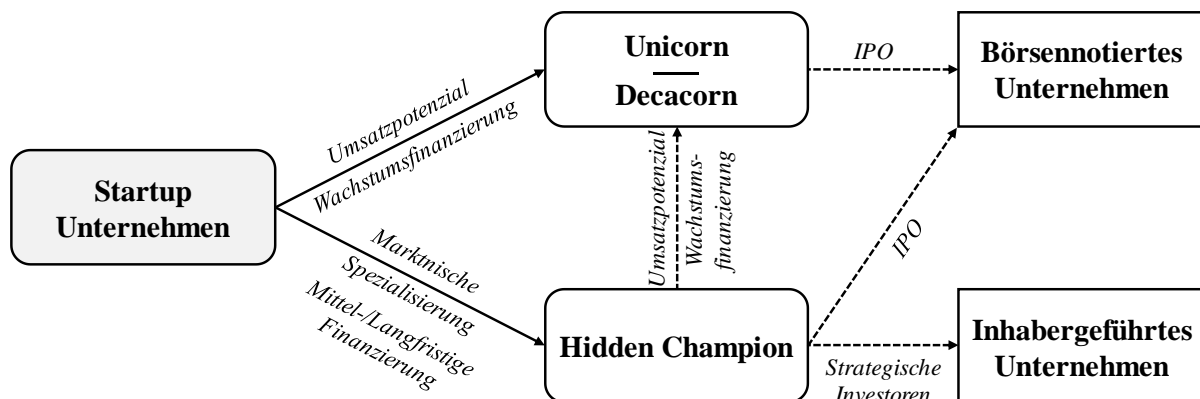 Startup
Unternehmen
Umsatzpotenzial
Wachstumsfinanzierung
Marktnische
Spezialisierung
Mittel-/Langfristige
Finanzierung
Unicorn
Decacorn
Umsatzpotenzial
Wachstums-
finanzierung
Hidden Champion
IPO
IPO
Strategische
Investoren
Börsennotiertes
Unternehmen
Inhabergeführtes
Unternehmen